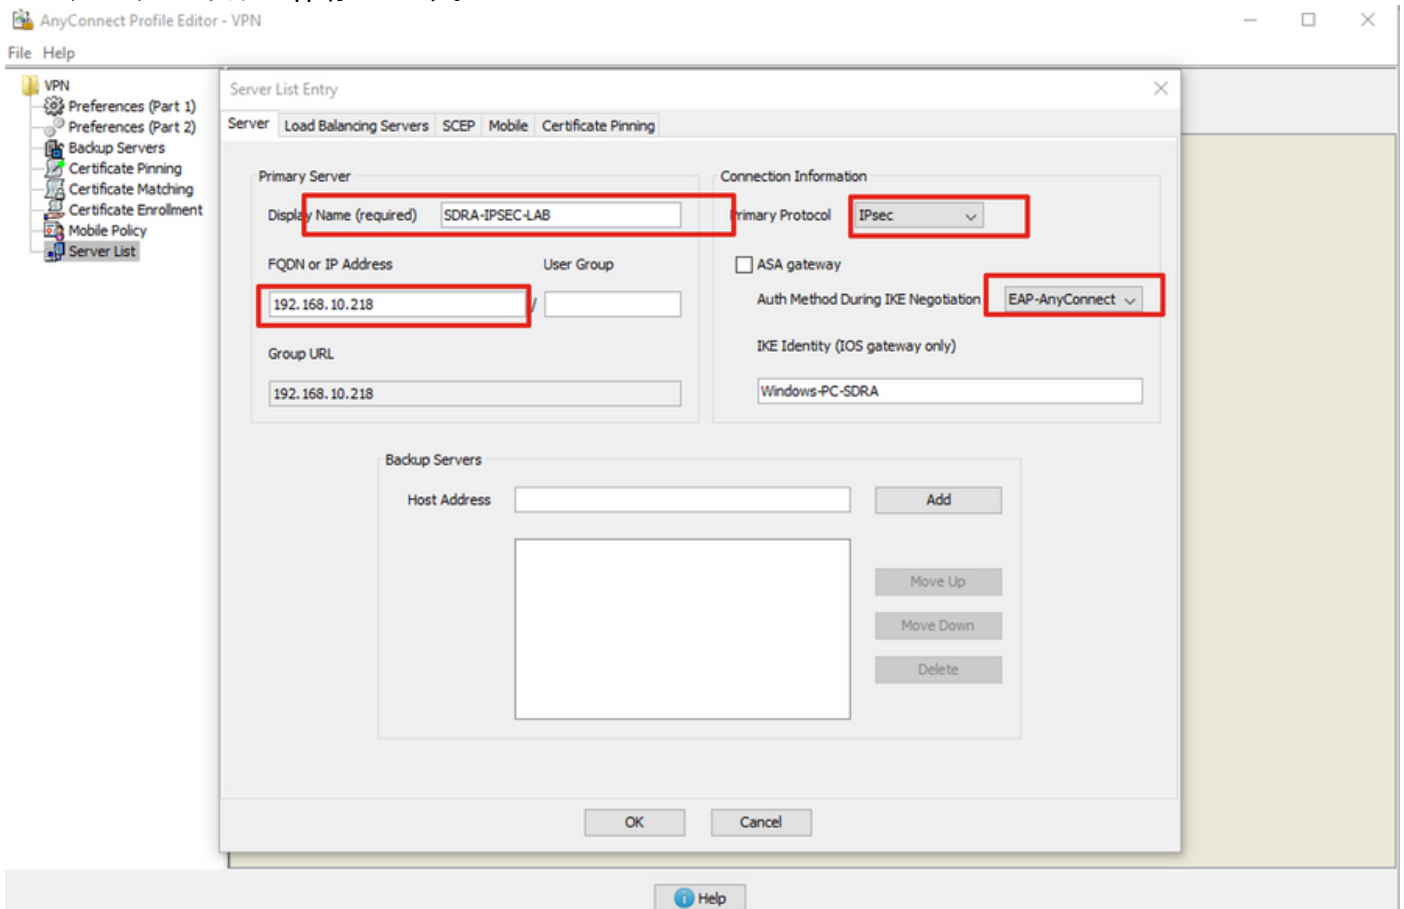 AnyConnect Profile Editor - VPN
File Help
VPN
Preferences (Part 1)
Preferences (Part 2)
Backup Servers
Certificate Pinning
Certificate Matching
Certificate Enrollment
Mobile Policy
Server List
Server List Entry
Server Load Balancing Servers SCEP Mobile Certificate Pinning
Primary Server
Display Name (required) SDRA-IPSEC-LAB
FQDN or IP Address User Group
192.168.10.218 /
Group URL
192.168.10.218
Connection Information
Primary Protocol IPsec
ASA gateway
Auth Method During IKE Negotiation EAP-AnyConnect
IKE Identity (IOS gateway only)
Windows-PC-SDRA
Backup Servers
Host Address Add
Move Up
Move Down
Delete
OK Cancel
Help